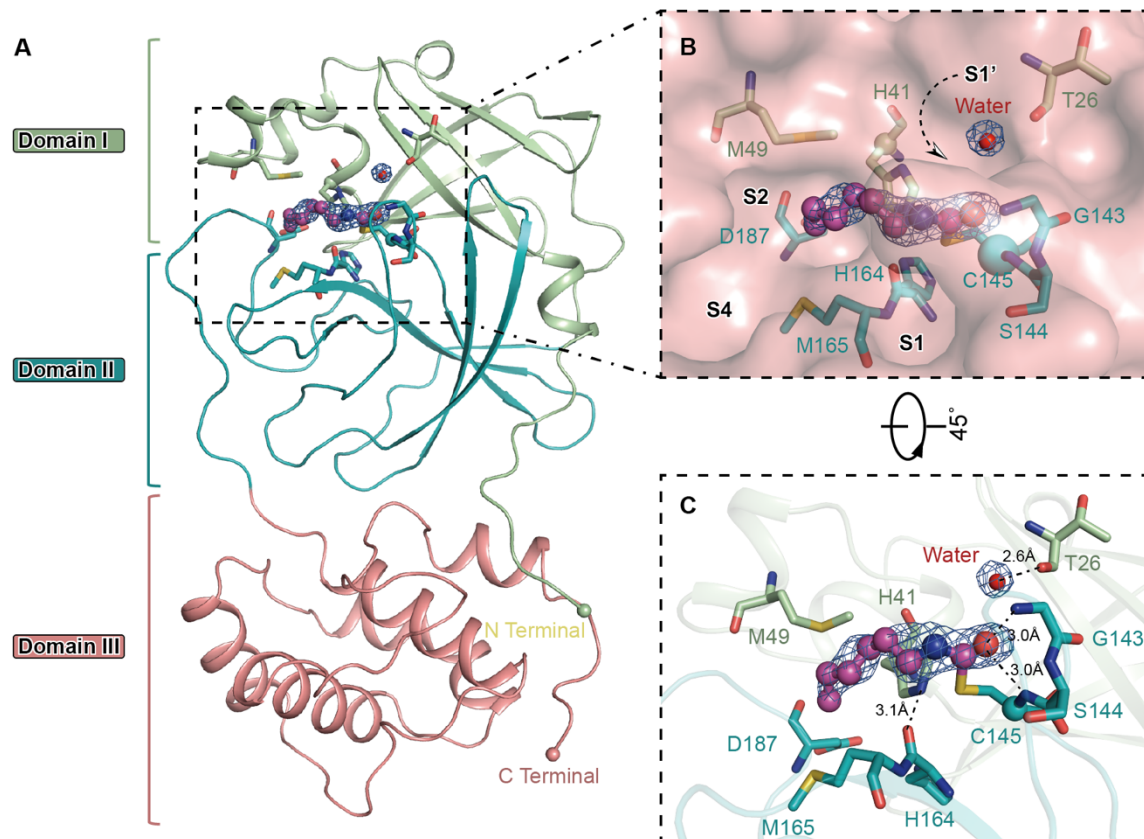 A
Domain I
Domain II
Domain III
N Terminal
C Terminal
B
S1’
Water
T26
H41
M49
S2
D187
G143
H164
C145
S4
M165
S1
S144
45°
C
Water
2.6Å
T26
H41
M49
3.0Å
G143
3.0Å
3.1Å
S144
D187
C145
M165
H164